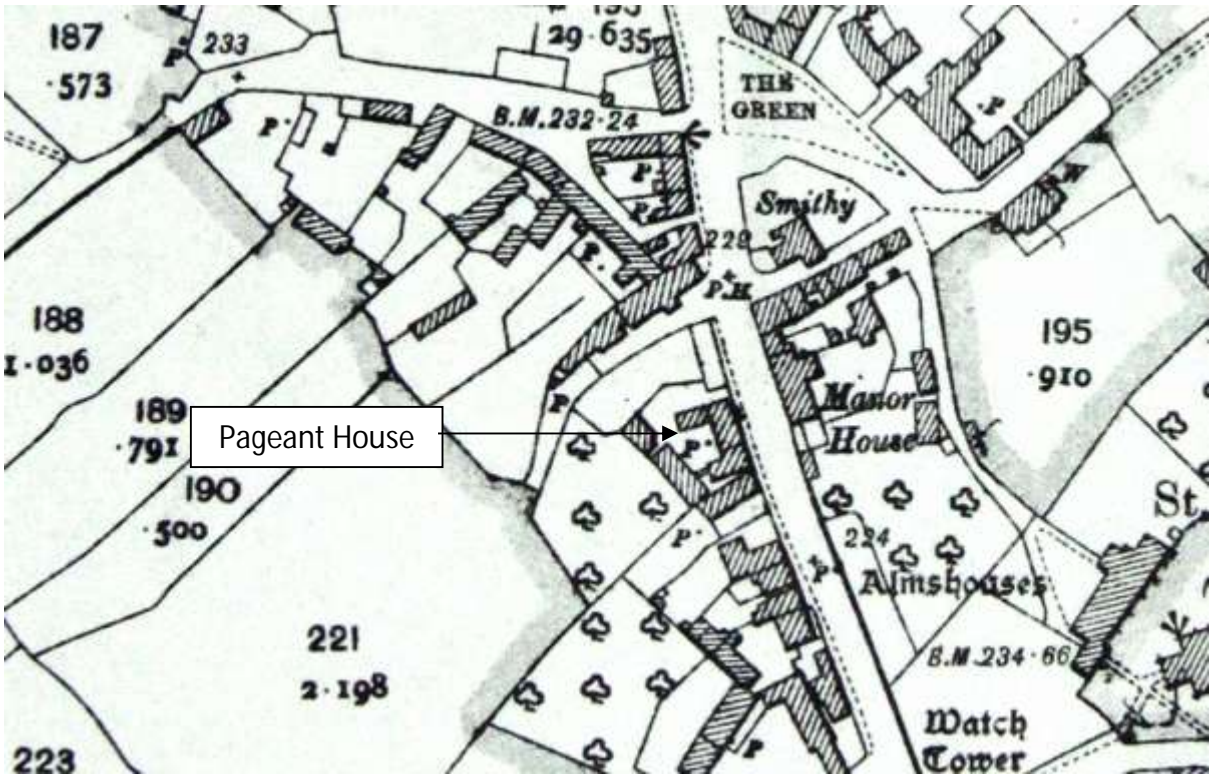 187
.573
P
233
193
29.635
THE
GREEN
P
B.M.232.24
P
P
Smithy
P
W
P
229
P.H.
188
1.036
195
.910
189
.791
Pageant House
190
.500
P
P
Manor
House
St
P
224
P
Almshouses
221
2.198
B.M.234.66
Watch
Tower
P
223